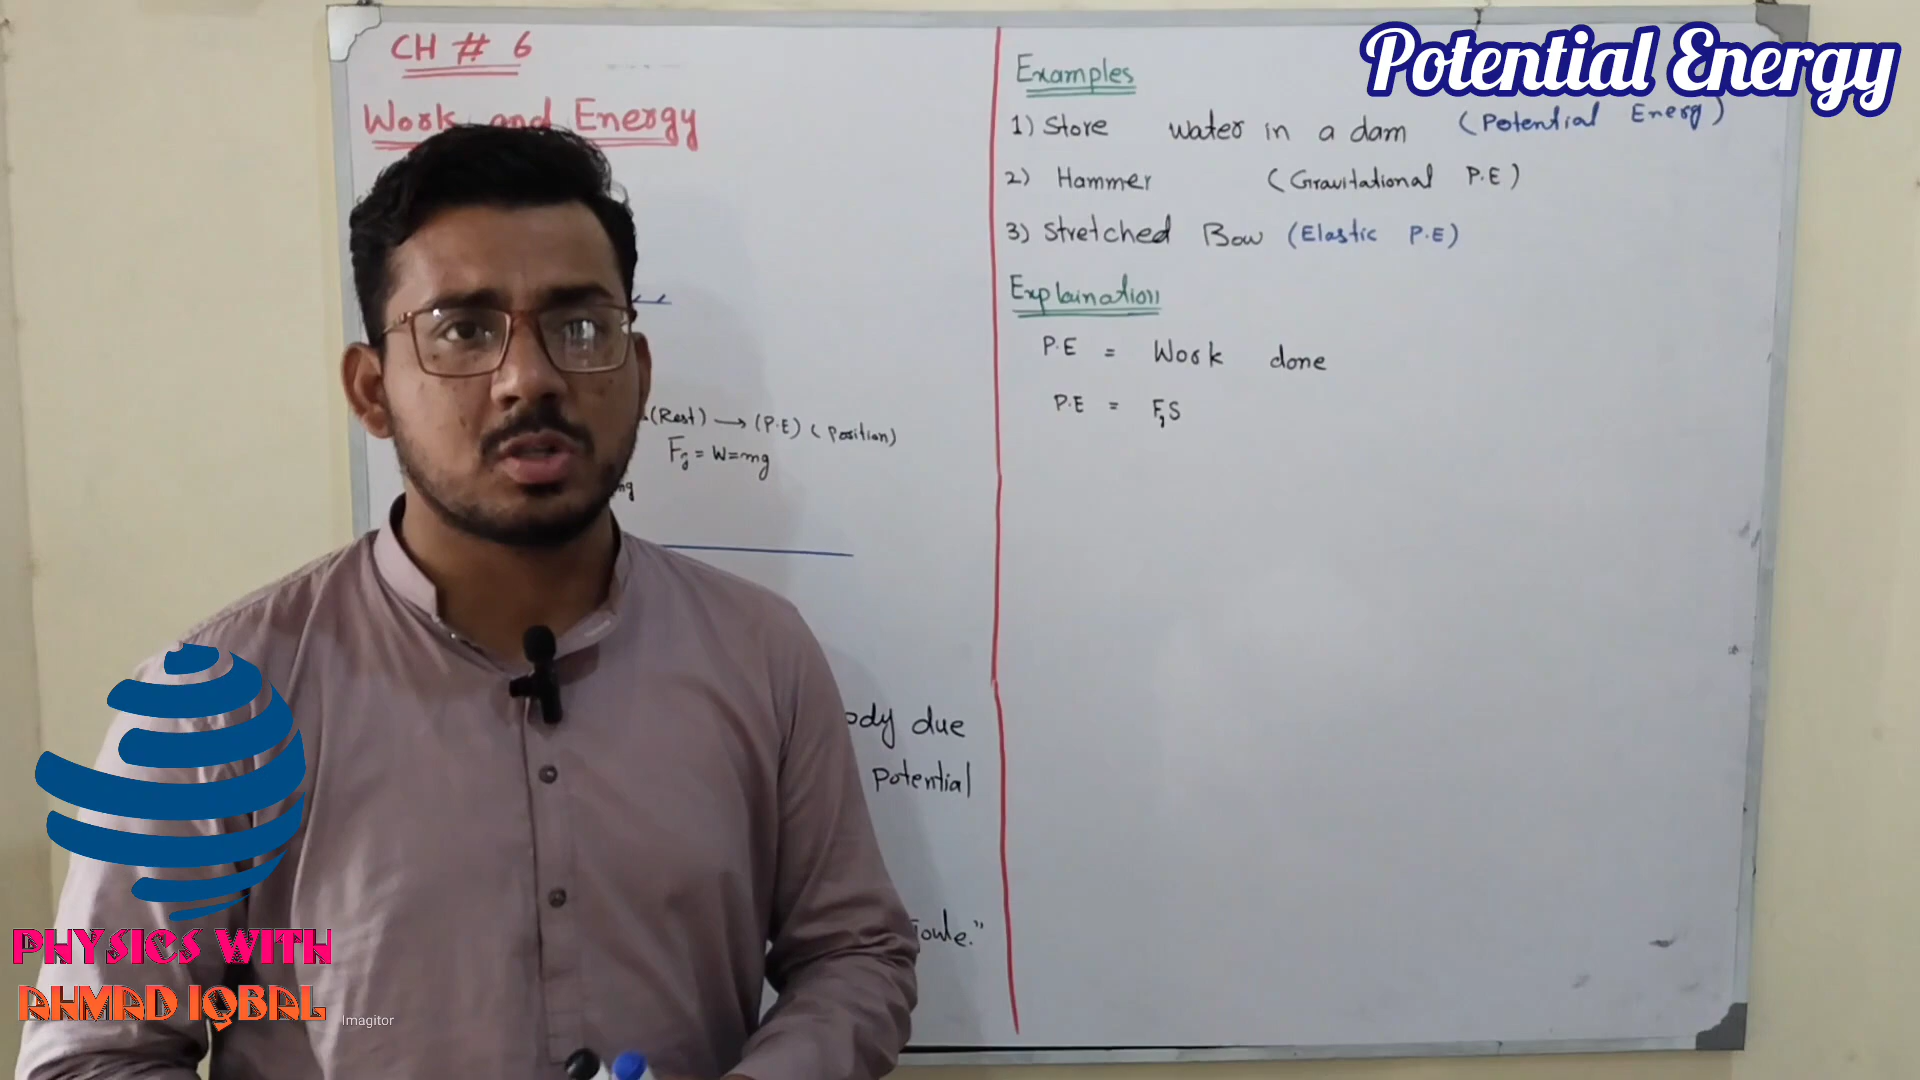 Potential Energy
CH # 6
Work and Energy
(Rest) → (P.E) (Position)
Fg = W=mg
mg
ody due
Potential
Joule."
Examples
1) Store water in a dam (Potential Energ)
2) Hammer (Gravitational P.E)
3) Stretched Bow (Elastic P.E)
Explaination
P.E = Work done
P.E = FgS
PHYSICS WITH
AHMAD IQBAL
Imagitor